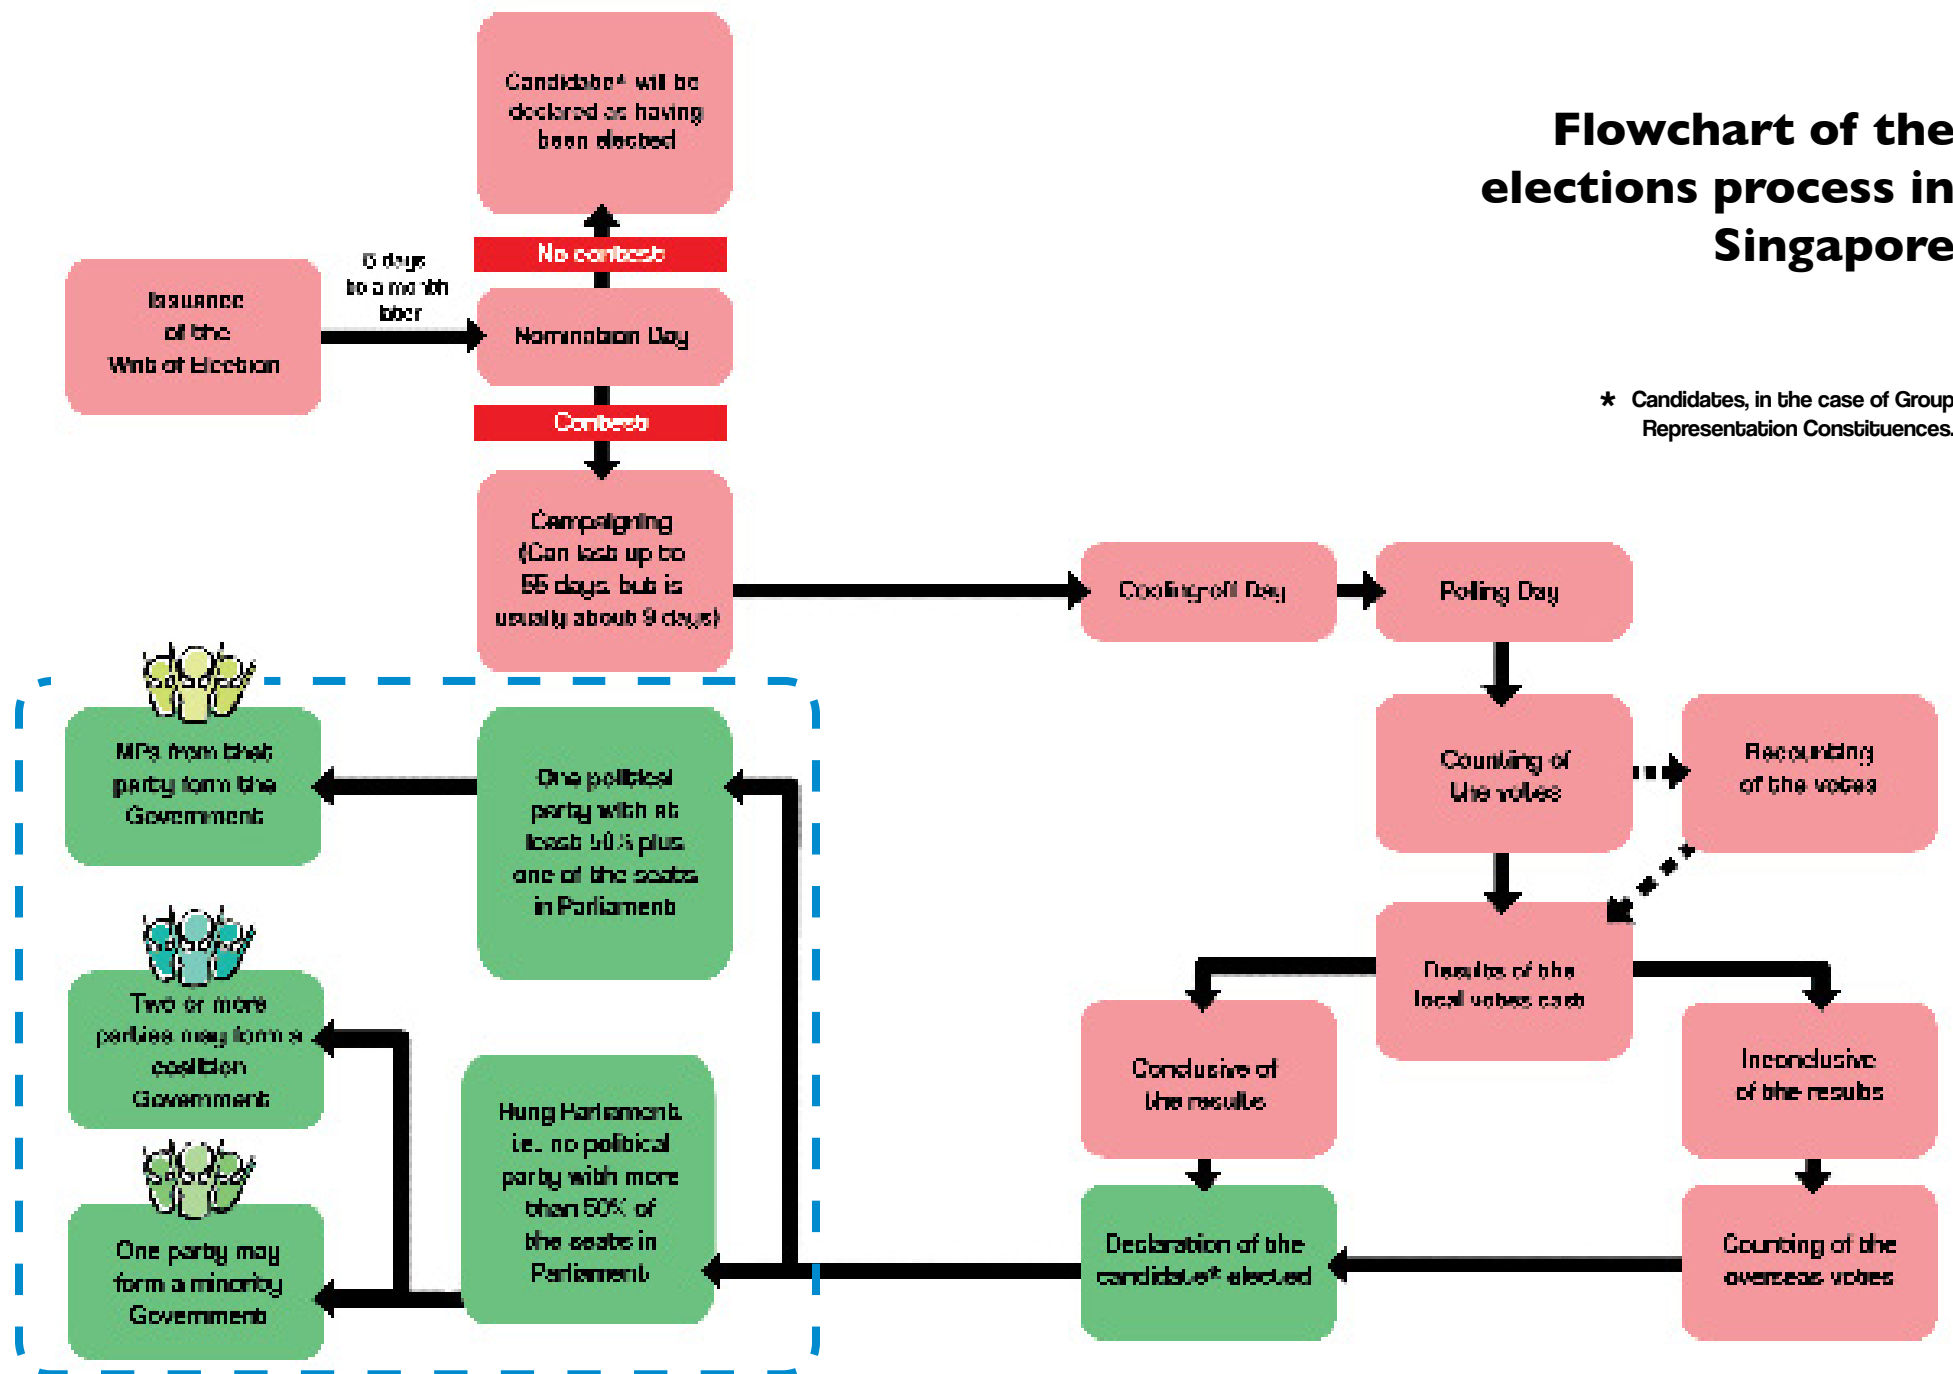 Flowchart of the
elections process in
Singapore
* Candidates, in the case of Group
Representation Constituences.
Candidate* will be
declared as having
been elected
No contest
Issuance
of the
Writ of Election
days
to a month
later
Nomination Day
Contest
Campaigning
(Can last up to
55 days, but is
usually about 9 days)
Cooling-off Day
Polling Day
Counting of
the votes
Recounting
of the votes
Results of the
local votes cast
Conclusive of
the results
Inconclusive
of the results
Declaration of the
candidate* elected
Counting of the
overseas votes
One political
party with at
least 50% plus
one of the seats
in Parliament
MPs from that
party form the
Government
Hung Parliament,
i.e., no political
party with more
than 50% of
the seats in
Parliament
Two or more
parties may form a
coalition
Government
One party may
form a minority
Government